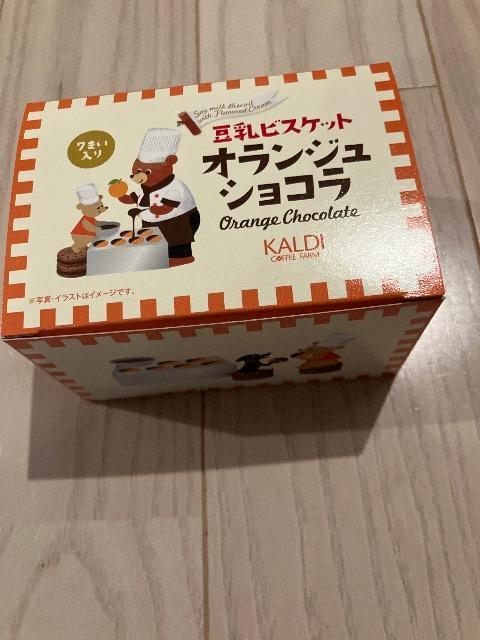 Soy milk Biscuit
with Flavored Cream
豆乳ビスケット
7まい
入り
オランジュ
ショコラ
Orange Chocolate
KALDI
COFFEE FARM
※写真・イラストはイメージです。